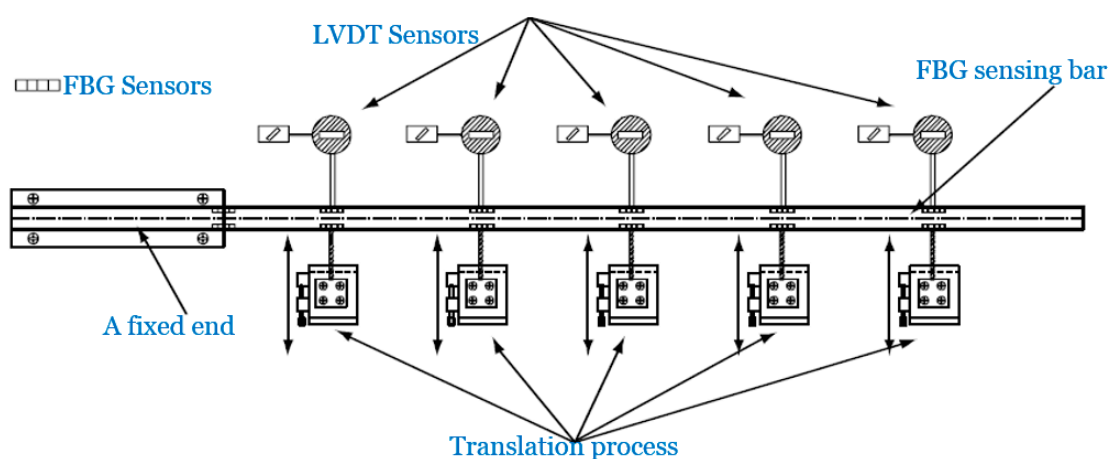 LVDT Sensors
FBG sensing bar
FBG Sensors
A fixed end
Translation process